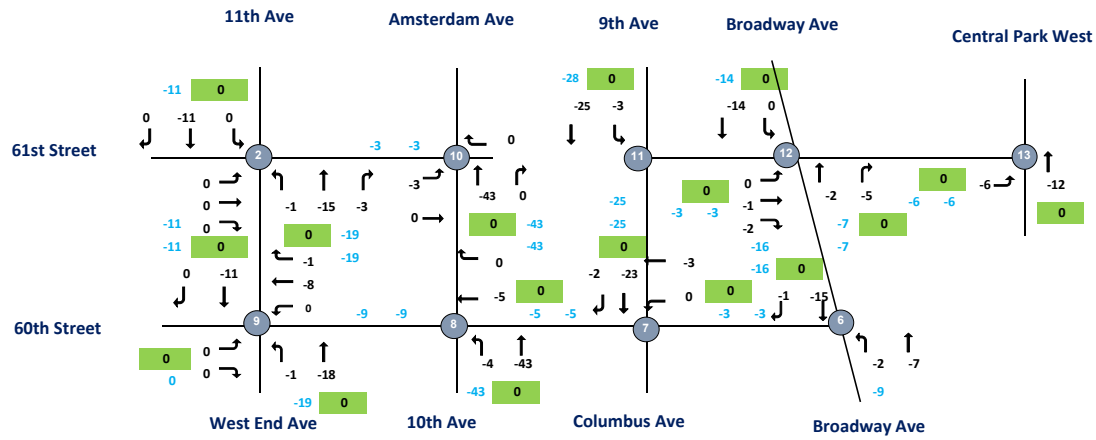 11th Ave Amsterdam Ave 9th Ave Broadway Ave
Central Park West
-11 0 -28 0 -14 0
0 -11 0 -25 -3 -14 0
61st Street 2 -3 -3 10 0 11 12 13
0 -3 0 -6 -12
0 -1 -15 -3 -43 0 -25 -3 -3 0 -1 -2 -5 0 -6 -6 0
-11 0 0 -43 -25 -2 -7 0
-11 0 0 -19 0 -43 0 -16 -7
-1 -19 0 -3 -16 0
0 -11 -8 -5 0 -2 -23 0 0 -1 -15
0 -9 -9 -5 -5 -3 -3
60th Street 9 8 7 6
0 0
0 0 -1 -18 -4 -43 -2 -7
-19 0 -43 0 -9
West End Ave 10th Ave Columbus Ave Broadway Ave